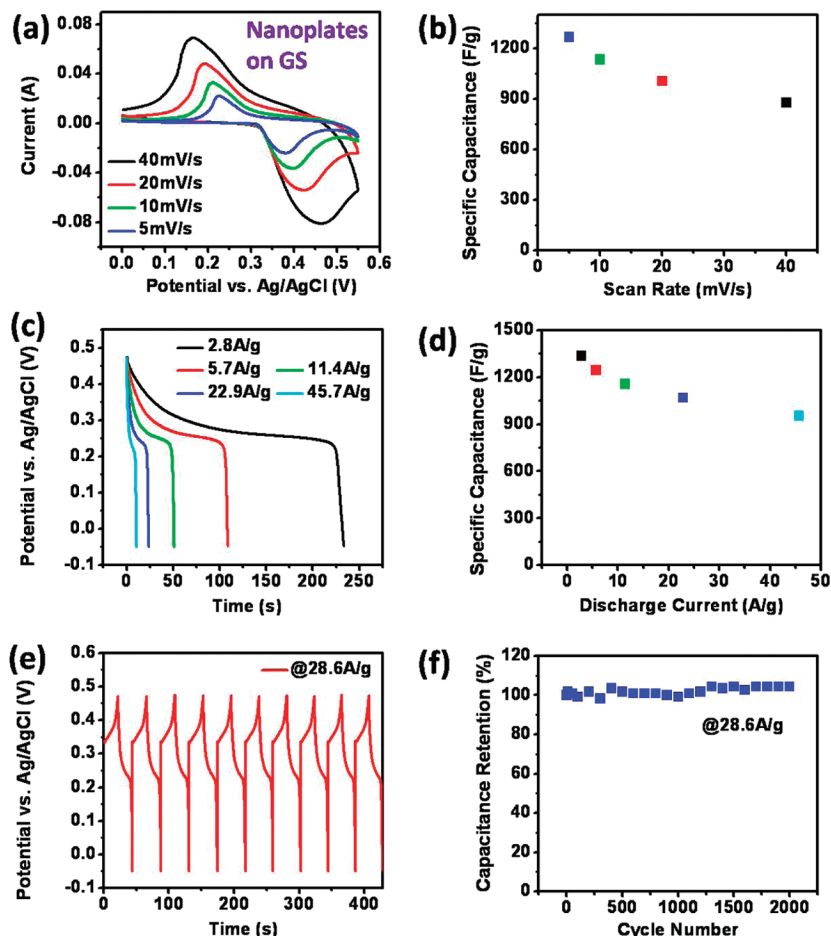 (a)
Nanoplates
on GS
0.08
0.04
0.00
-0.04
-0.08
Current (A)
40mV/s
20mV/s
10mV/s
5mV/s
0.0 0.1 0.2 0.3 0.4 0.5 0.6
Potential vs. Ag/AgCl (V)
(b)
1200
900
600
300
0
Specific Capacitance (F/g)
0 10 20 30 40
Scan Rate (mV/s)
(c)
0.5
0.4
0.3
0.2
0.1
0.0
-0.1
Potential vs. Ag/AgCl (V)
2.8A/g
5.7A/g 11.4A/g
22.9A/g 45.7A/g
0 50 100 150 200 250
Time (s)
(d)
1500
1200
900
600
300
0
Specific Capacitance (F/g)
0 10 20 30 40 50
Discharge Current (A/g)
(e)
0.6
0.5
0.4
0.3
0.2
0.1
0.0
-0.1
Potential vs. Ag/AgCl (V)
@28.6A/g
0 100 200 300 400
Time (s)
(f)
120
100
80
60
40
20
0
Capacitance Retention (%)
@28.6A/g
0 500 1000 1500 2000
Cycle Number